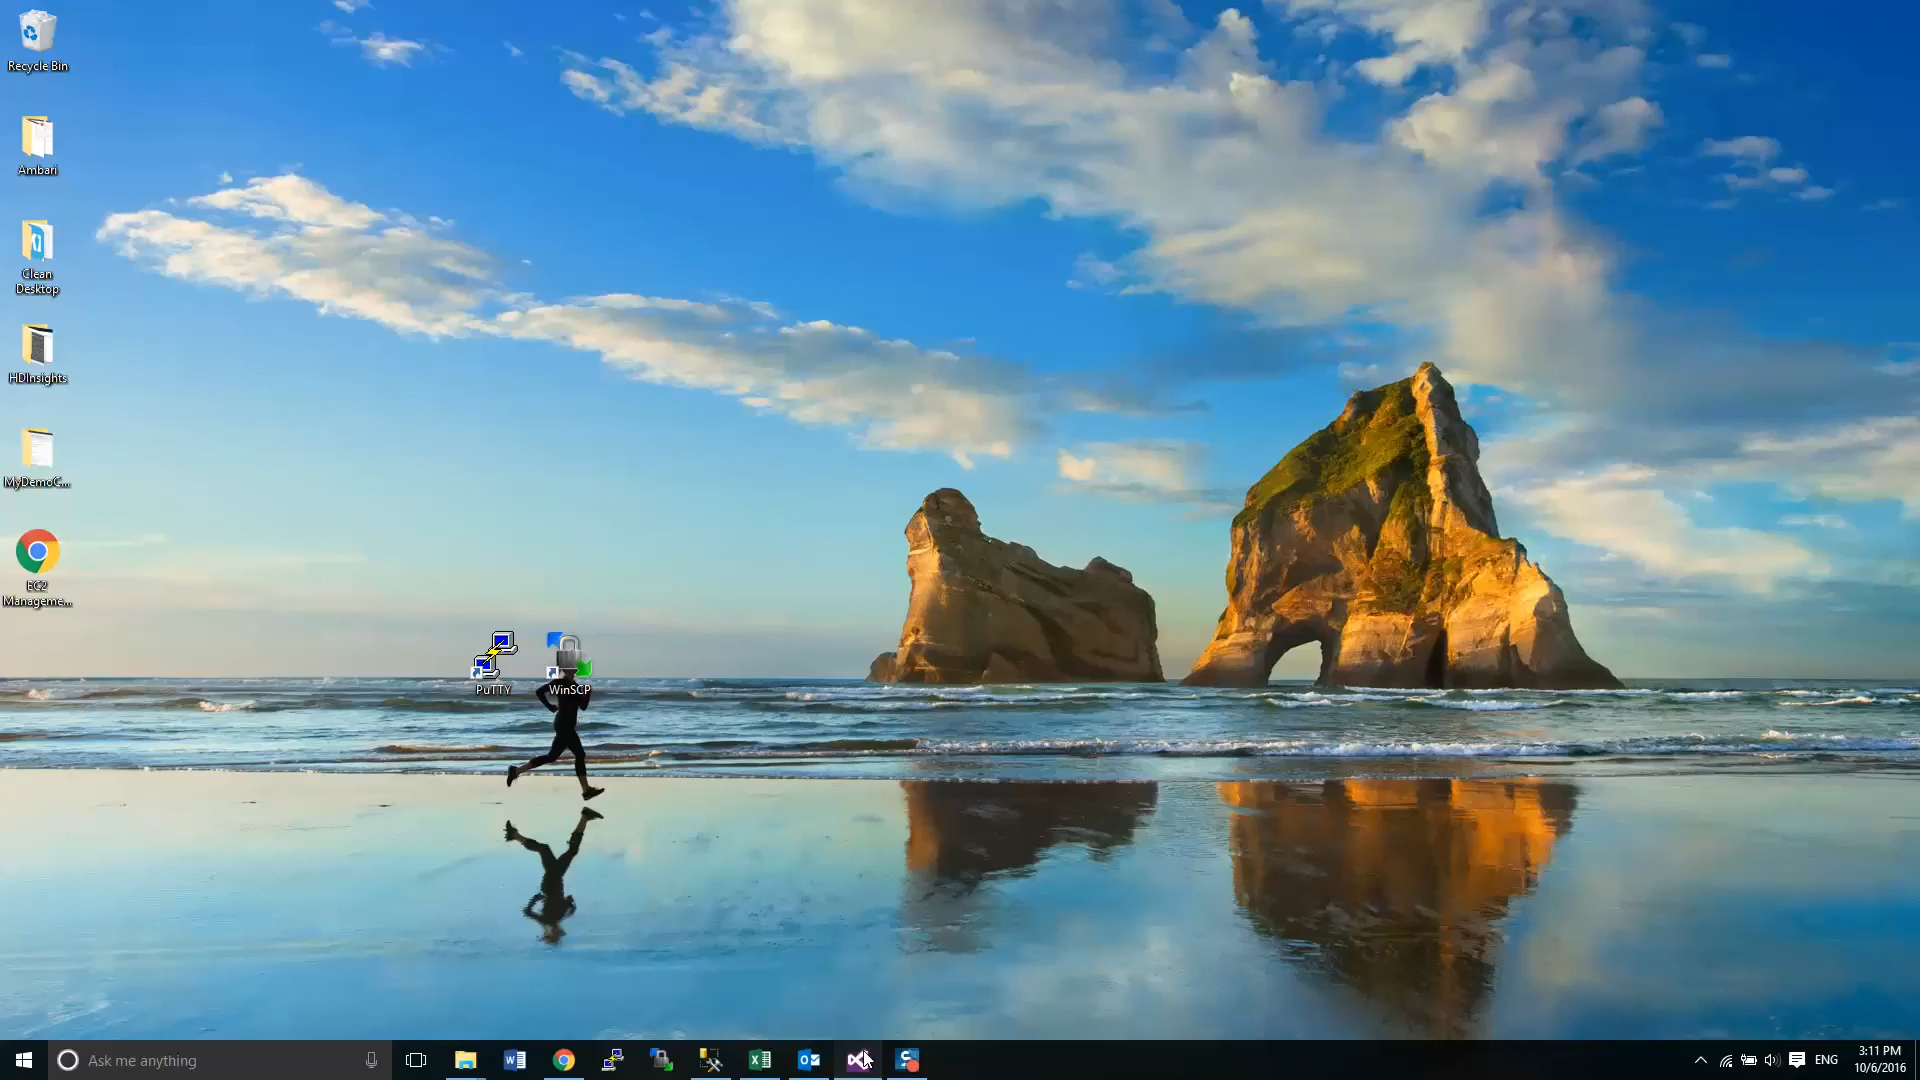 Recycle Bin
Ambari
Clean
Desktop
HDInsights
MyDemoC...
EC2
Manageme...
PuTTY
WinSCP
Ask me anything
ENG
3:11 PM
10/6/2016